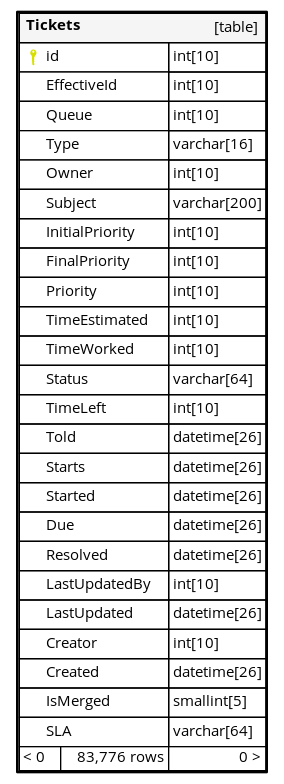 Tickets [table]
id int[10]
EffectiveId int[10]
Queue int[10]
Type varchar[16]
Owner int[10]
Subject varchar[200]
InitialPriority int[10]
FinalPriority int[10]
Priority int[10]
TimeEstimated int[10]
TimeWorked int[10]
Status varchar[64]
TimeLeft int[10]
Told datetime[26]
Starts datetime[26]
Started datetime[26]
Due datetime[26]
Resolved datetime[26]
LastUpdatedBy int[10]
LastUpdated datetime[26]
Creator int[10]
Created datetime[26]
IsMerged smallint[5]
SLA varchar[64]
< 0 83,776 rows 0 >